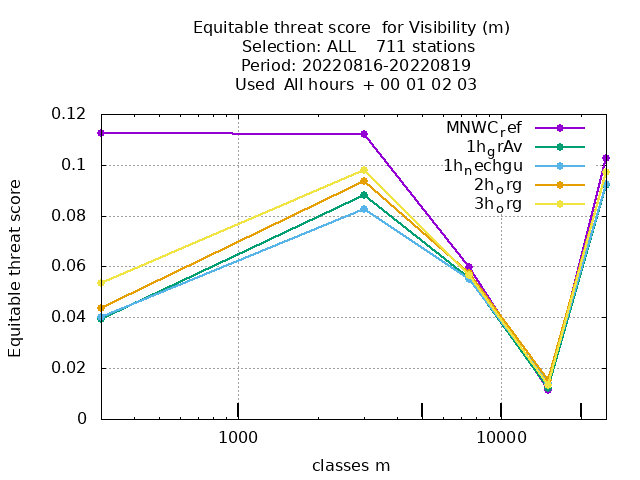 Equitable threat score  for Visibility (m)
Selection: ALL    711 stations
Period: 20220816-20220819
Used  All hours  + 00 01 02 03
0.12
0.1
0.08
0.06
0.04
0.02
0
Equitable threat score
MNWC_ref
1h_grAv
1h_nechgu
2h_org
3h_org
1000
10000
classes m